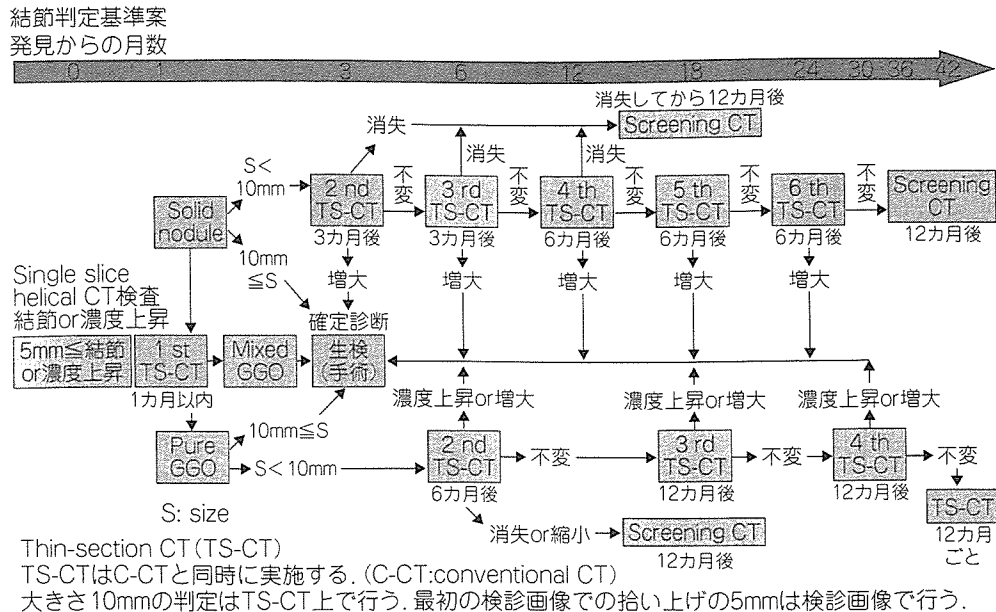 結節判定基準案
発見からの月数
0 1 3 6 12 18 24 30 36 42
消失してから12カ月後
消失
Screening CT
消失
消失
S<
10mm
不変
不変
不変
不変
不変
Solid
nodule
2 nd
TS-CT
3 rd
TS-CT
4 th
TS-CT
5 th
TS-CT
6 th
TS-CT
Screening
CT
3カ月後
3カ月後
6カ月後
6カ月後
6カ月後
12カ月後
10mm
≦S
増大
増大
増大
増大
増大
Single slice
helical CT検査
結節or濃度上昇
確定診断
5mm≦結節
or濃度上昇
1 st
TS-CT
Mixed
GGO
生検
(手術)
1カ月以内
濃度上昇or増大
濃度上昇or増大
濃度上昇or増大
10mm≦S
Pure
GGO
S<10mm
2 nd
TS-CT
不変
3 rd
TS-CT
不変
4 th
TS-CT
不変
6カ月後
12カ月後
12カ月後
TS-CT
12カ月
ごと
S: size
消失or縮小
Screening CT
12カ月後
Thin-section CT(TS-CT)
TS-CTはC-CTと同時に実施する.(C-CT:conventional CT)
大きさ10mmの判定はTS-CT上で行う.最初の検診画像での拾い上げの5mmは検診画像で行う.